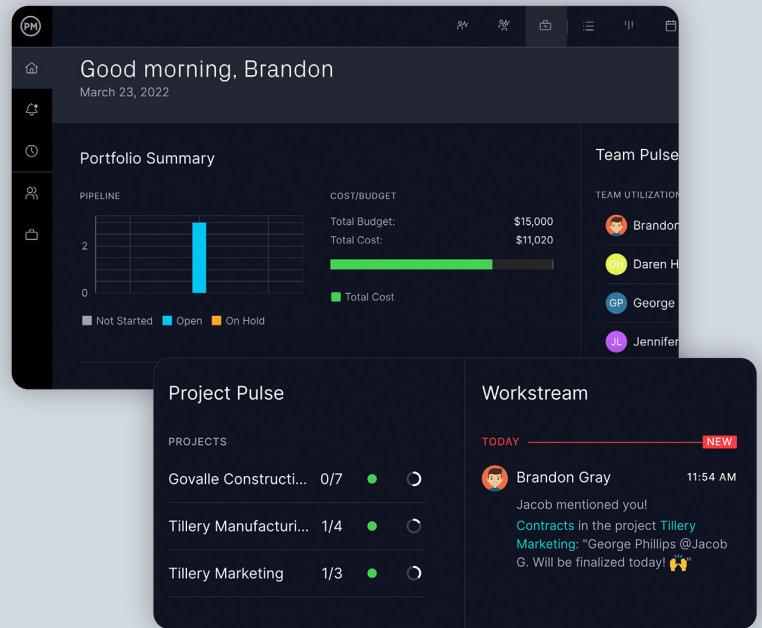 PM
Good morning, Brandon
March 23, 2022
Portfolio Summary
PIPELINE
2
0
Not Started Open On Hold
COST/BUDGET
Total Budget: $15,000
Total Cost: $11,020
Total Cost
Team Pulse
TEAM UTILIZATION
Brandon
DH Daren H
GP George
JL Jennifer
Project Pulse
PROJECTS
Govalle Constructi... 0/7
Tillery Manufacturi... 1/4
Tillery Marketing 1/3
Workstream
TODAY NEW
Brandon Gray 11:54 AM
Jacob mentioned you!
Contracts in the project Tillery
Marketing: "George Phillips @Jacob
G. Will be finalized today! 🙌"